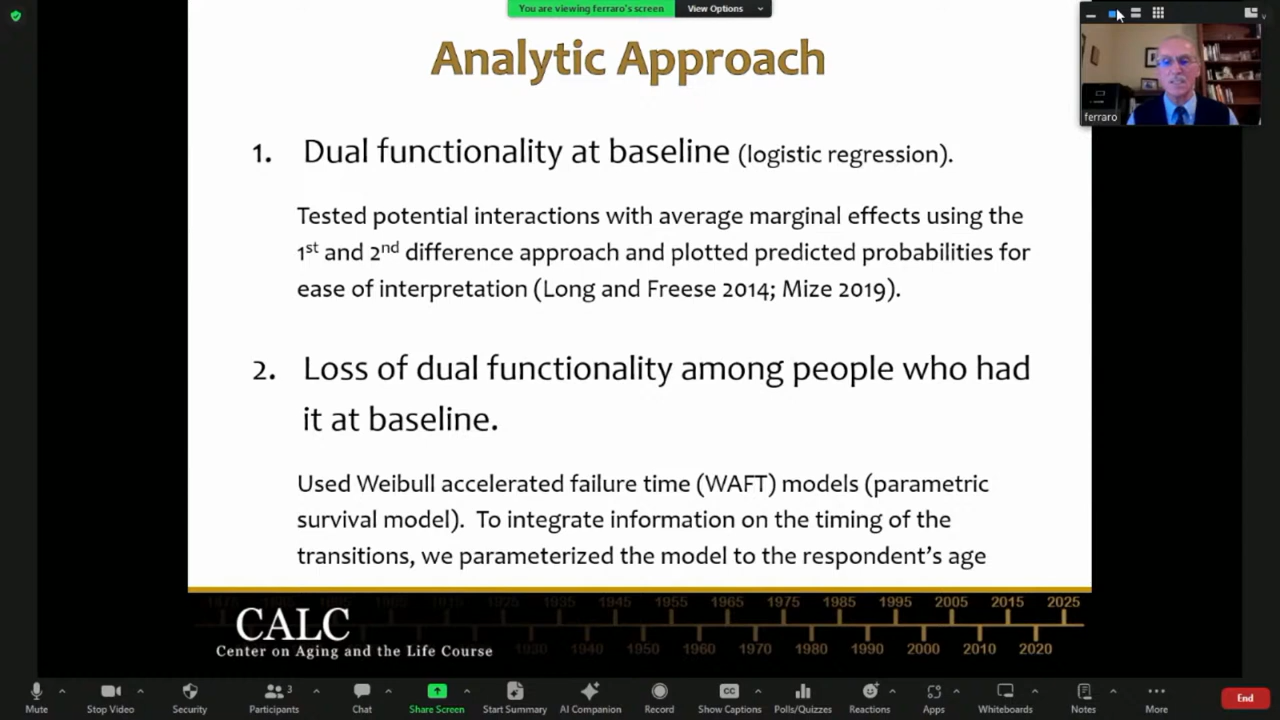 You are viewing ferraro's screen
View Options
Analytic Approach
ferraro
1. Dual functionality at baseline (logistic regression).
Tested potential interactions with average marginal effects using the
1st and 2nd difference approach and plotted predicted probabilities for
ease of interpretation (Long and Freese 2014; Mize 2019).
2. Loss of dual functionality among people who had
it at baseline.
Used Weibull accelerated failure time (WAFT) models (parametric
survival model). To integrate information on the timing of the
transitions, we parameterized the model to the respondent's age
1925 1935 1945 1955 1965 1975 1985 1995 2005 2015 2025
CALC
Center on Aging and the Life Course
1930 1940 1950 1960 1970 1980 1990 2000 2010 2020
Mute
Stop Video
Security
Participants
3
Chat
Share Screen
Start Summary
AI Companion
Record
CC
Show Captions
Polls/Quizzes
Reactions
Apps
Whiteboards
Notes
More
End